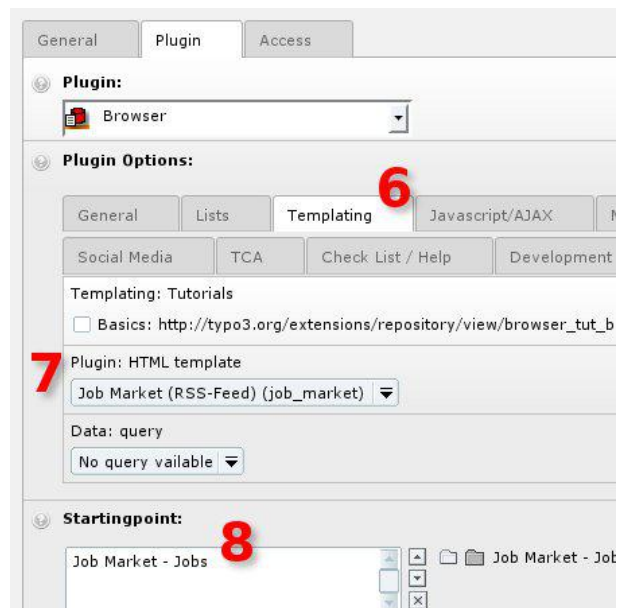 General Plugin Access
Plugin:
Browser
Plugin Options:
6
General Lists Templating Javascript/AJAX
Social Media TCA Check List / Help Development
Templating: Tutorials
Basics: http://typo3.org/extensions/repository/view/browser_tut_b
7
Plugin: HTML template
Job Market (RSS-Feed) (job_market)
Data: query
No query vailable
Startingpoint:
8
Job Market - Jobs Job Market - Job